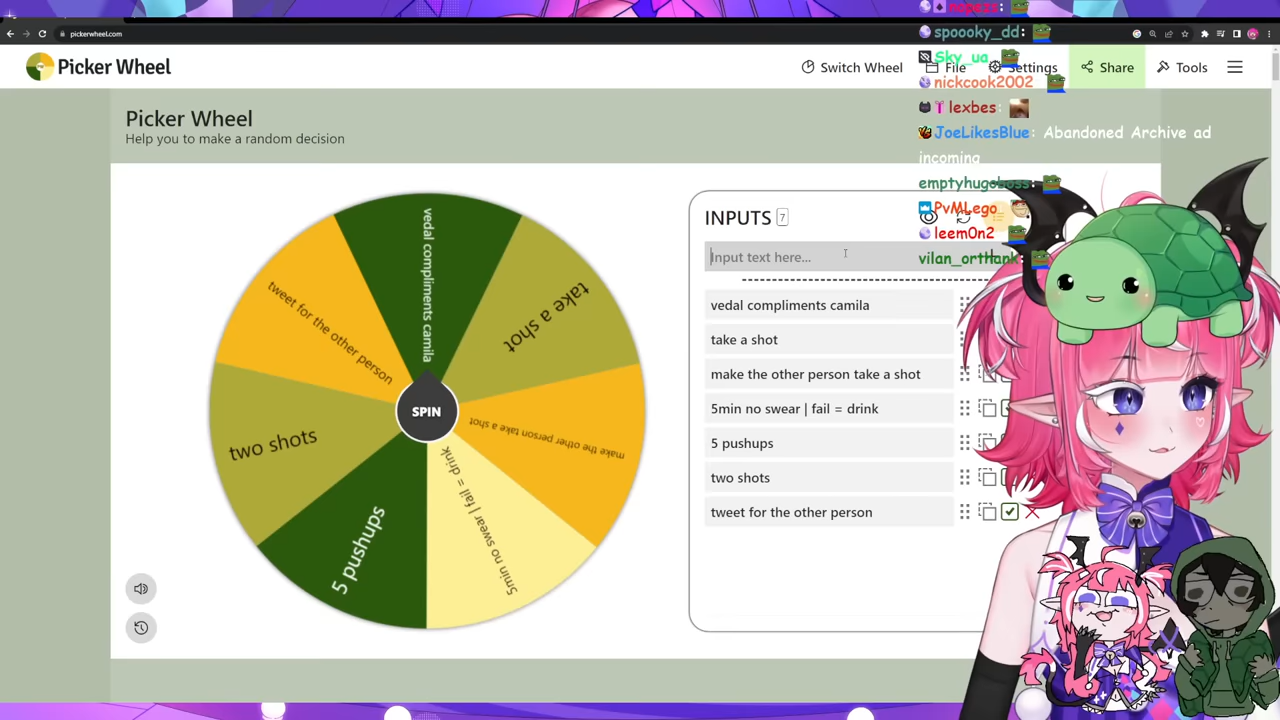 pickerwheel.com
Picker Wheel
Switch Wheel
File
Settings
Share
Tools
Picker Wheel
Help you to make a random decision
vedal compliments camila
take a shot
make the other person take a shot
5min no swear | fail = drink
5 pushups
two shots
tweet for the other person
SPIN
INPUTS 7
Input text here...
vedal compliments camila
take a shot
make the other person take a shot
5min no swear | fail = drink
5 pushups
two shots
tweet for the other person
spoooky_dd:
Sky_ua
nickcook2002
lexbes:
JoeLikesBlue: Abandoned Archive ad
incoming
emptyhugoboss:
PvMLego
leem0n2
vilan_orthank: